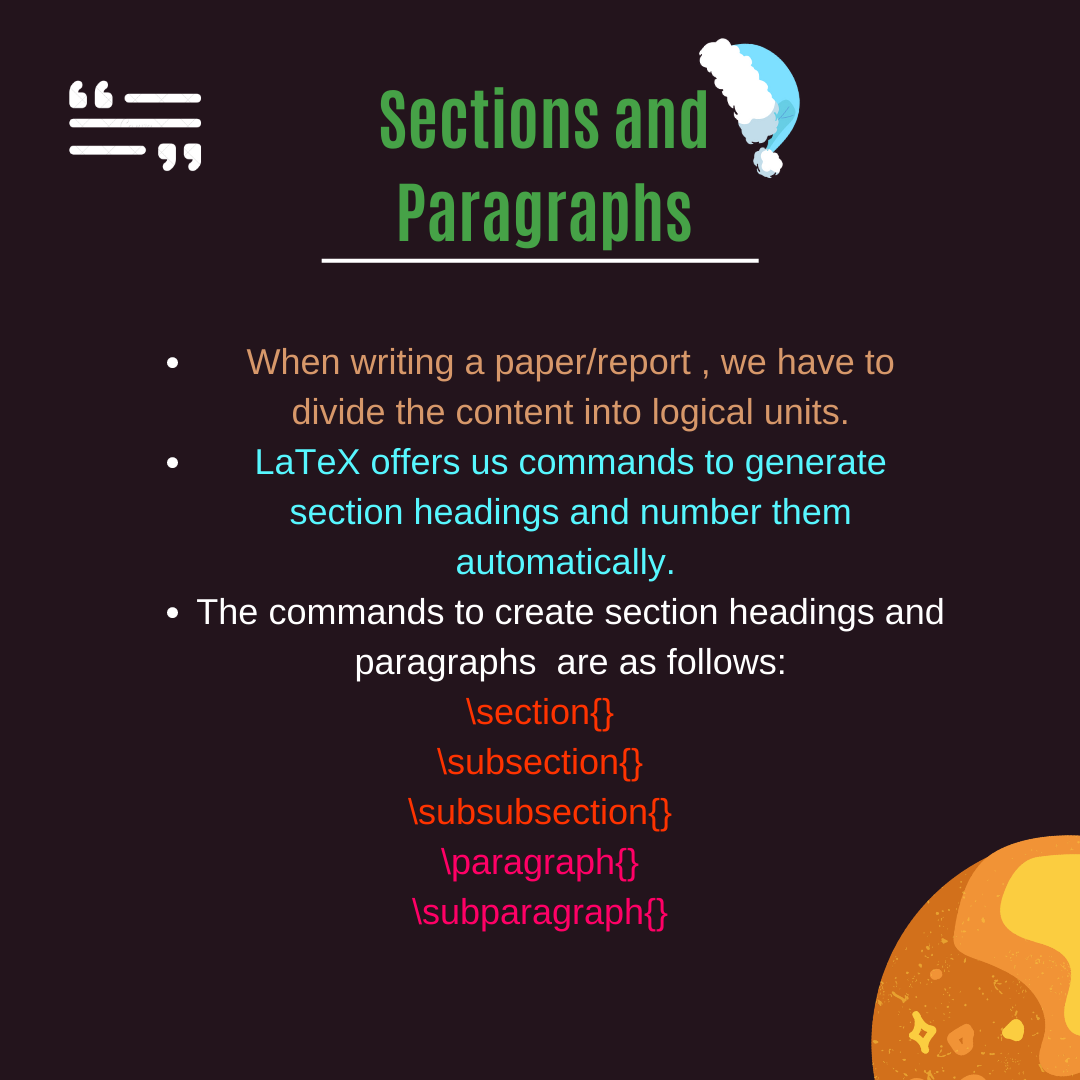 Sections and
Paragraphs
• When writing a paper/report , we have to
divide the content into logical units.
• LaTeX offers us commands to generate
section headings and number them
automatically.
• The commands to create section headings and
paragraphs  are as follows:
\section{}
\subsection{}
\subsubsection{}
\paragraph{}
\subparagraph{}